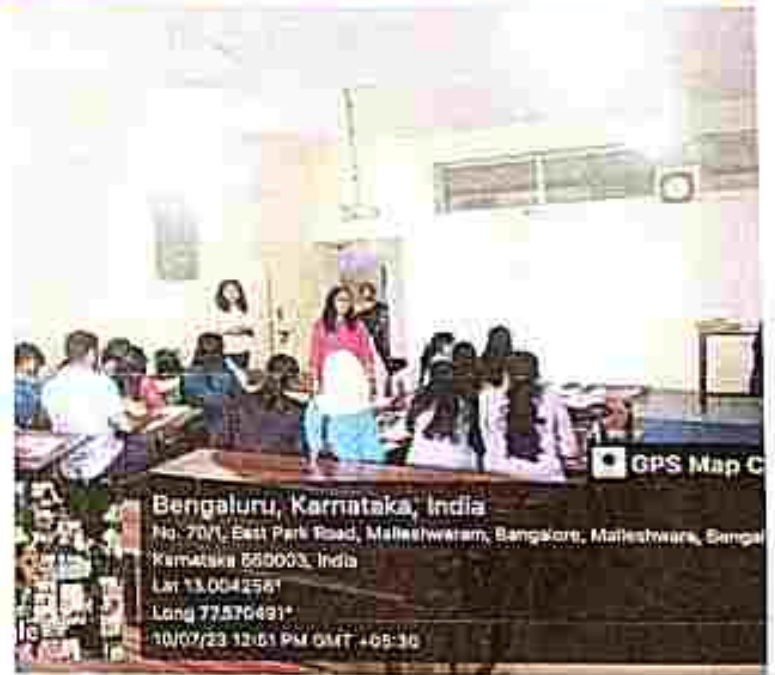 GPS Map C
Bengaluru, Karnataka, India
No. 70/1, East Park Road, Malleshwaram, Bangalore, Malleshwara, Bengal
Karnataka 560003, India
Lat 13.004258°
Long 77.570491°
10/07/23 12:51 PM GMT +05:30